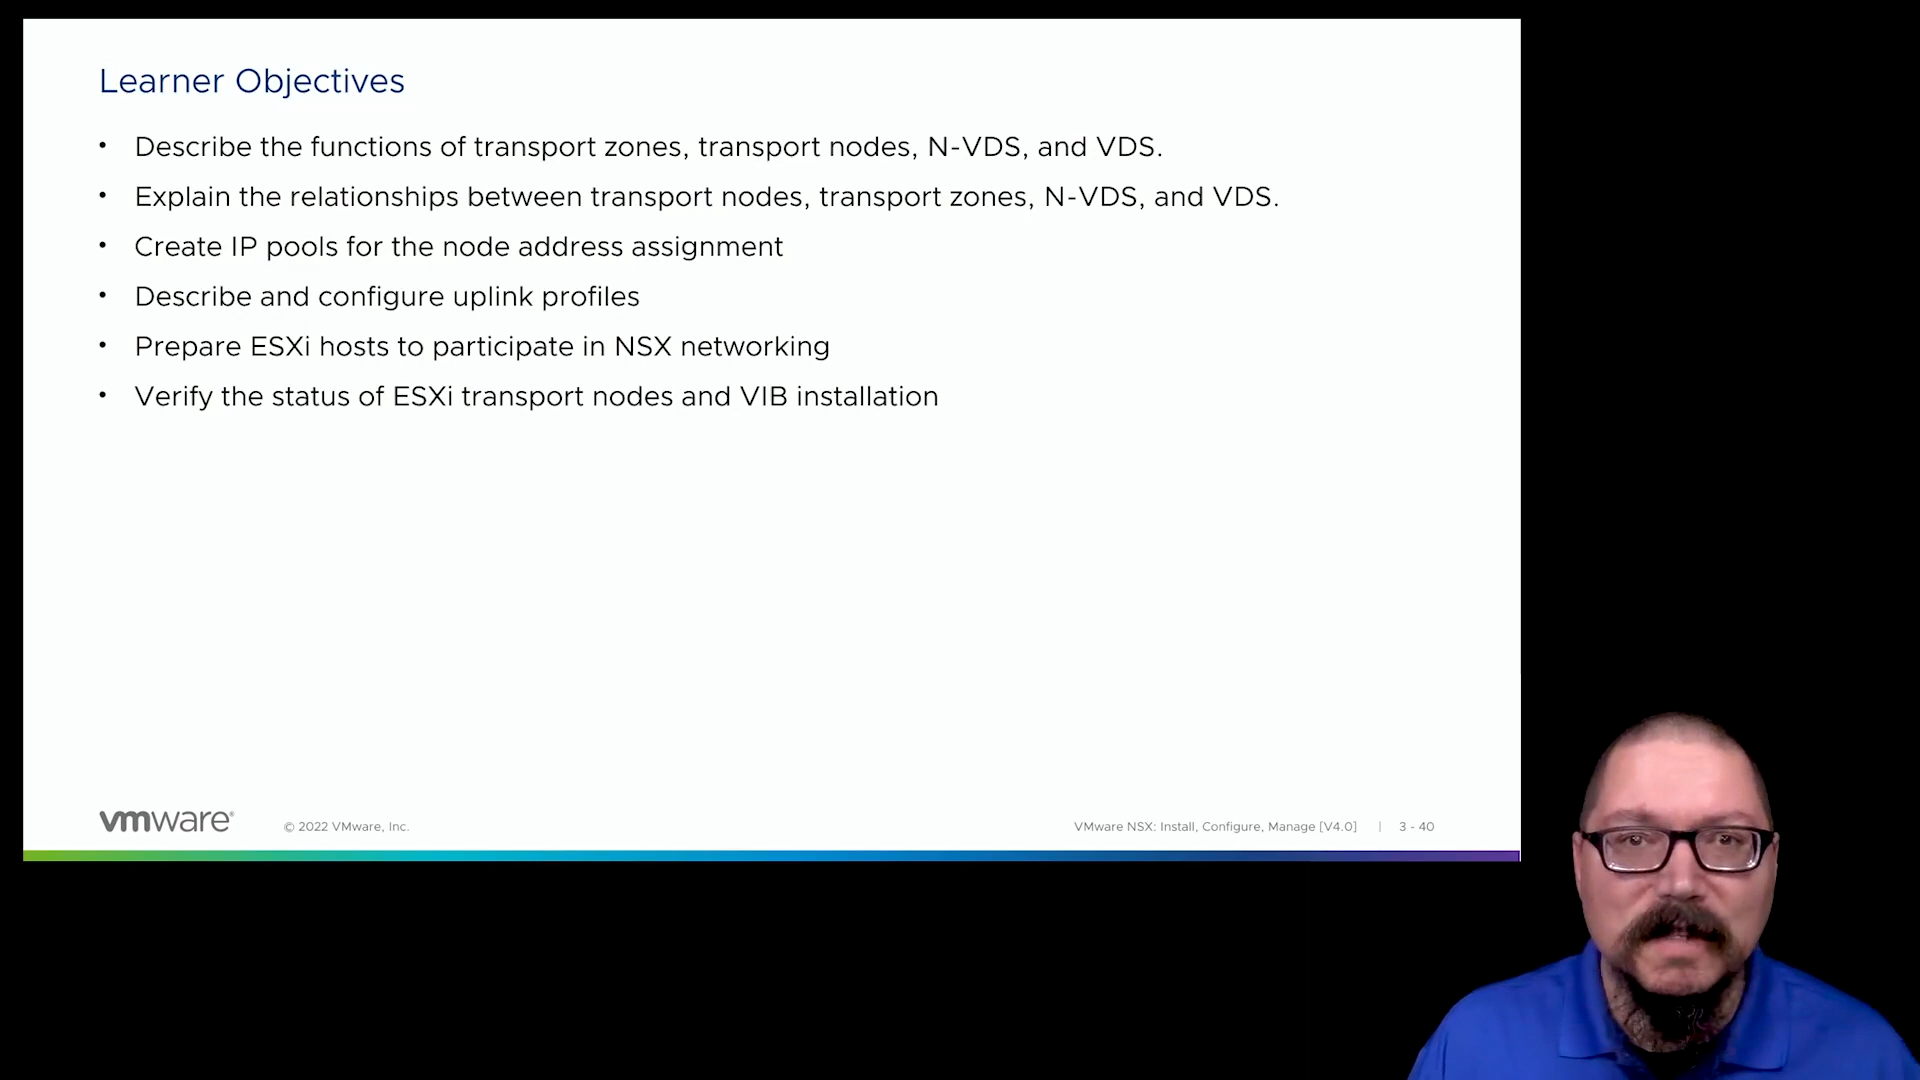 Learner Objectives
• Describe the functions of transport zones, transport nodes, N-VDS, and VDS.
• Explain the relationships between transport nodes, transport zones, N-VDS, and VDS.
• Create IP pools for the node address assignment
• Describe and configure uplink profiles
• Prepare ESXi hosts to participate in NSX networking
• Verify the status of ESXi transport nodes and VIB installation
vmware®
© 2022 VMware, Inc.
VMware NSX: Install, Configure, Manage [V4.0] | 3 - 40